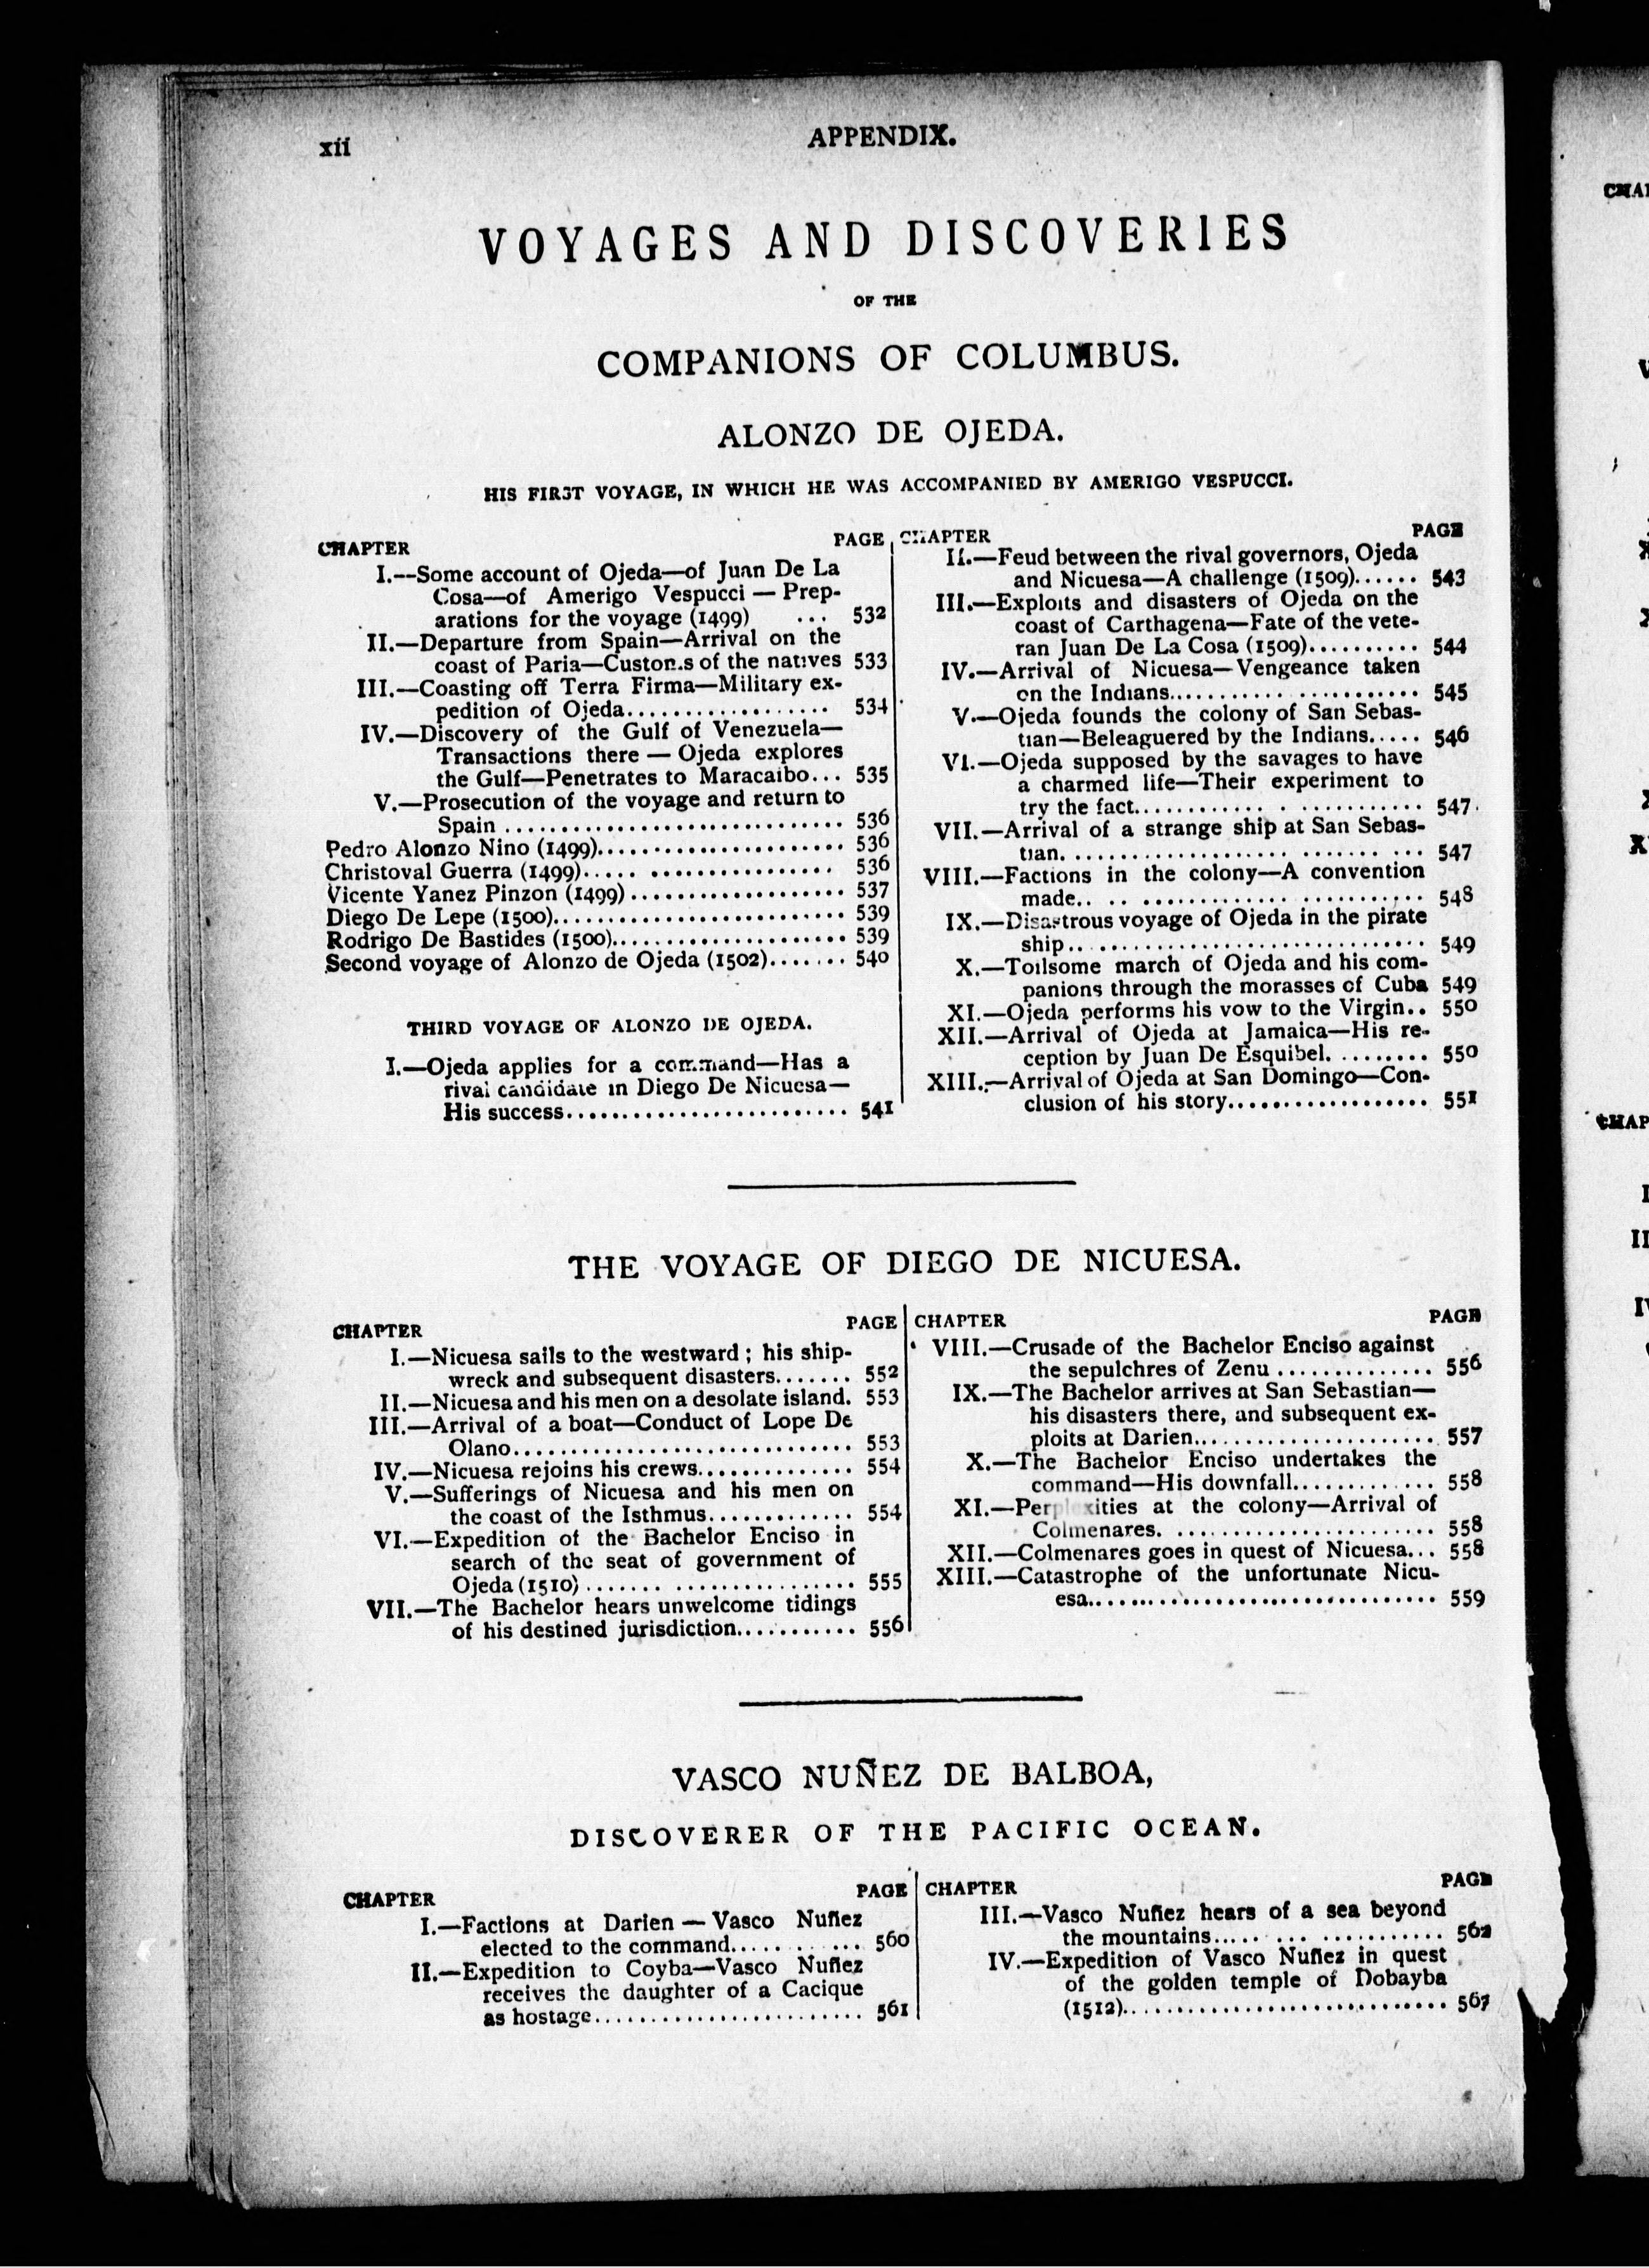 xii
APPENDIX.
VOYAGES AND DISCOVERIES
OF THE
COMPANIONS OF COLUMBUS.
ALONZO DE OJEDA.
HIS FIRST VOYAGE, IN WHICH HE WAS ACCOMPANIED BY AMERIGO VESPUCCI.
CHAPTER PAGE
I.—Some account of Ojeda—of Juan De La
Cosa—of Amerigo Vespucci — Prep-
arations for the voyage (1499) ... 532
II.—Departure from Spain—Arrival on the
coast of Paria—Customs of the natives 533
III.—Coasting off Terra Firma—Military ex-
pedition of Ojeda.................. 534
IV.—Discovery of the Gulf of Venezuela—
Transactions there — Ojeda explores
the Gulf—Penetrates to Maracaibo... 535
V.—Prosecution of the voyage and return to
Spain .............................. 536
Pedro Alonzo Nino (1499)...................... 536
Christoval Guerra (1499)..... ................ 536
Vicente Yanez Pinzon (1499) ................... 537
Diego De Lepe (1500).......................... 539
Rodrigo De Bastides (1500)..................... 539
Second voyage of Alonzo de Ojeda (1502)....... 540
THIRD VOYAGE OF ALONZO DE OJEDA.
I.—Ojeda applies for a command—Has a
rival candidate in Diego De Nicuesa—
His success......................... 541
CHAPTER PAGE
II.—Feud between the rival governors, Ojeda
and Nicuesa—A challenge (1509)...... 543
III.—Exploits and disasters of Ojeda on the
coast of Carthagena—Fate of the vete-
ran Juan De La Cosa (1509).......... 544
IV.—Arrival of Nicuesa—Vengeance taken
on the Indians...................... 545
V.—Ojeda founds the colony of San Sebas-
tian—Beleaguered by the Indians..... 546
VI.—Ojeda supposed by the savages to have
a charmed life—Their experiment to
try the fact......................... 547
VII.—Arrival of a strange ship at San Sebas-
tian................................ 547
VIII.—Factions in the colony—A convention
made.............................. 548
IX.—Disastrous voyage of Ojeda in the pirate
ship................................ 549
X.—Toilsome march of Ojeda and his com-
panions through the morasses of Cuba 549
XI.—Ojeda performs his vow to the Virgin.. 550
XII.—Arrival of Ojeda at Jamaica—His re-
ception by Juan De Esquibel. ........ 550
XIII.—Arrival of Ojeda at San Domingo—Con-
clusion of his story.................. 551
THE VOYAGE OF DIEGO DE NICUESA.
CHAPTER PAGE
I.—Nicuesa sails to the westward ; his ship-
wreck and subsequent disasters....... 552
II.—Nicuesa and his men on a desolate island. 553
III.—Arrival of a boat—Conduct of Lope De
Olano.............................. 553
IV.—Nicuesa rejoins his crews.............. 554
V.—Sufferings of Nicuesa and his men on
the coast of the Isthmus............. 554
VI.—Expedition of the Bachelor Enciso in
search of the seat of government of
Ojeda (1510) ....... ................ 555
VII.—The Bachelor hears unwelcome tidings
of his destined jurisdiction........... 556
CHAPTER PAGE
VIII.—Crusade of the Bachelor Enciso against
the sepulchres of Zenu .............. 556
IX.—The Bachelor arrives at San Sebastian—
his disasters there, and subsequent ex-
ploits at Darien...................... 557
X.—The Bachelor Enciso undertakes the
command—His downfall............. 558
XI.—Perplexities at the colony—Arrival of
Colmenares. ....................... 558
XII.—Colmenares goes in quest of Nicuesa... 558
XIII.—Catastrophe of the unfortunate Nicu-
esa................................ 559
VASCO NUÑEZ DE BALBOA,
DISCOVERER OF THE PACIFIC OCEAN.
CHAPTER PAGE
I.—Factions at Darien — Vasco Nuñez
elected to the command............. 560
II.—Expedition to Coyba—Vasco Nuñez
receives the daughter of a Cacique
as hostage......................... 561
CHAPTER PAGE
III.—Vasco Nuñez hears of a sea beyond
the mountains..... ... ............ 562
IV.—Expedition of Vasco Nuñez in quest
of the golden temple of Dobayba
(1512).............................